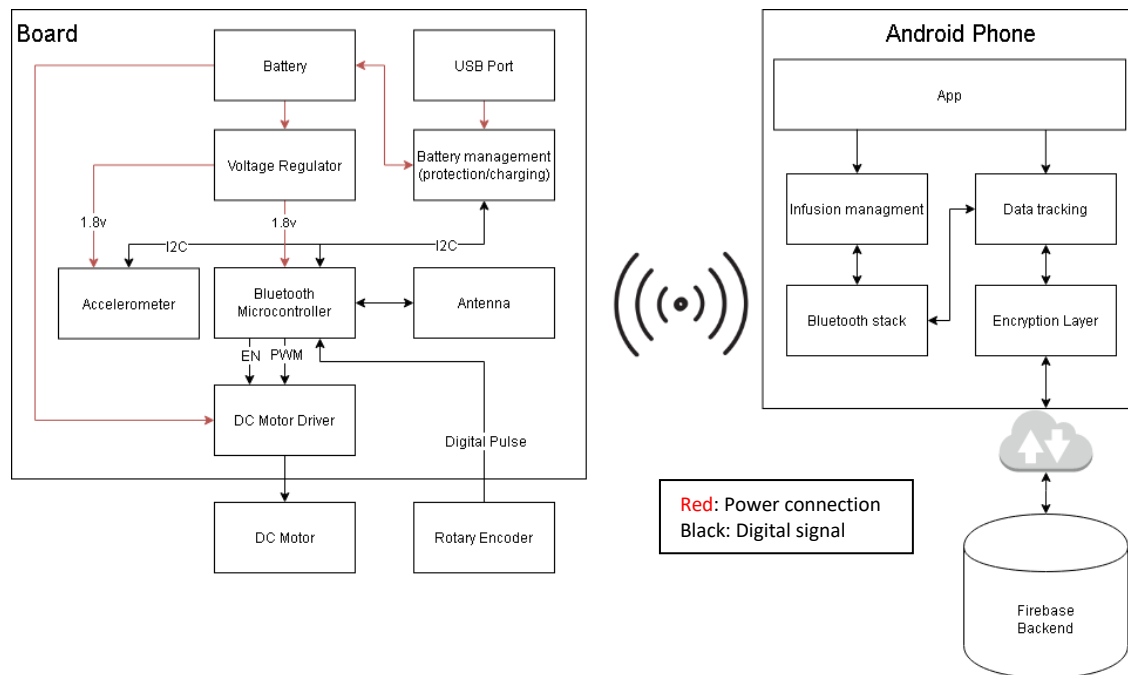 Board
Battery
USB Port
Voltage Regulator
Battery management
(protection/charging)
1.8v
1.8v
I2C
I2C
Accelerometer
Bluetooth
Microcontroller
Antenna
EN
PWM
DC Motor Driver
Digital Pulse
DC Motor
Rotary Encoder
Android Phone
App
Infusion managment
Data tracking
Bluetooth stack
Encryption Layer
Red: Power connection
Black: Digital signal
Firebase
Backend